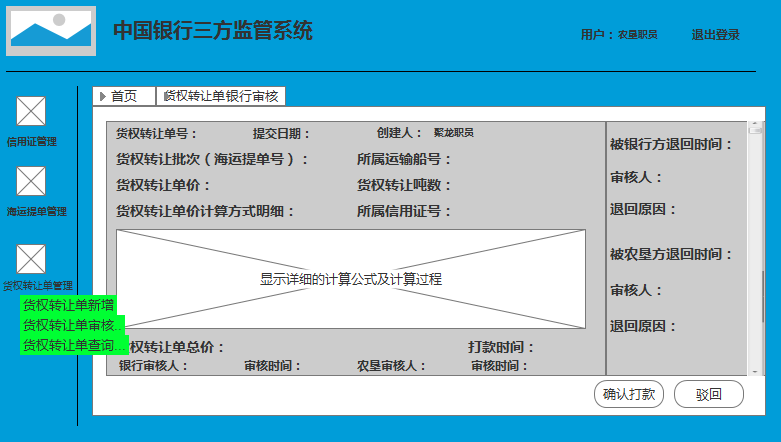 中国银行三方监管系统
用户：农垦职员 退出登录
首页 货权转让单银行审核
信用证管理
海运提单管理
货权转让单管理
货权转让单新增
货权转让单审核..
货权转让单查询...
货权转让单号： 提交日期： 创建人： 聚龙职员
货权转让批次（海运提单号）： 所属运输船号：
货权转让单价： 货权转让吨数：
货权转让单价计算方式明细： 所属信用证号：
显示详细的计算公式及计算过程
权转让单总价： 打款时间：
银行审核人： 审核时间： 农垦审核人： 审核时间：
被银行方退回时间：
审核人：
退回原因：
被农垦方退回时间：
审核人：
退回原因：
确认打款 驳回